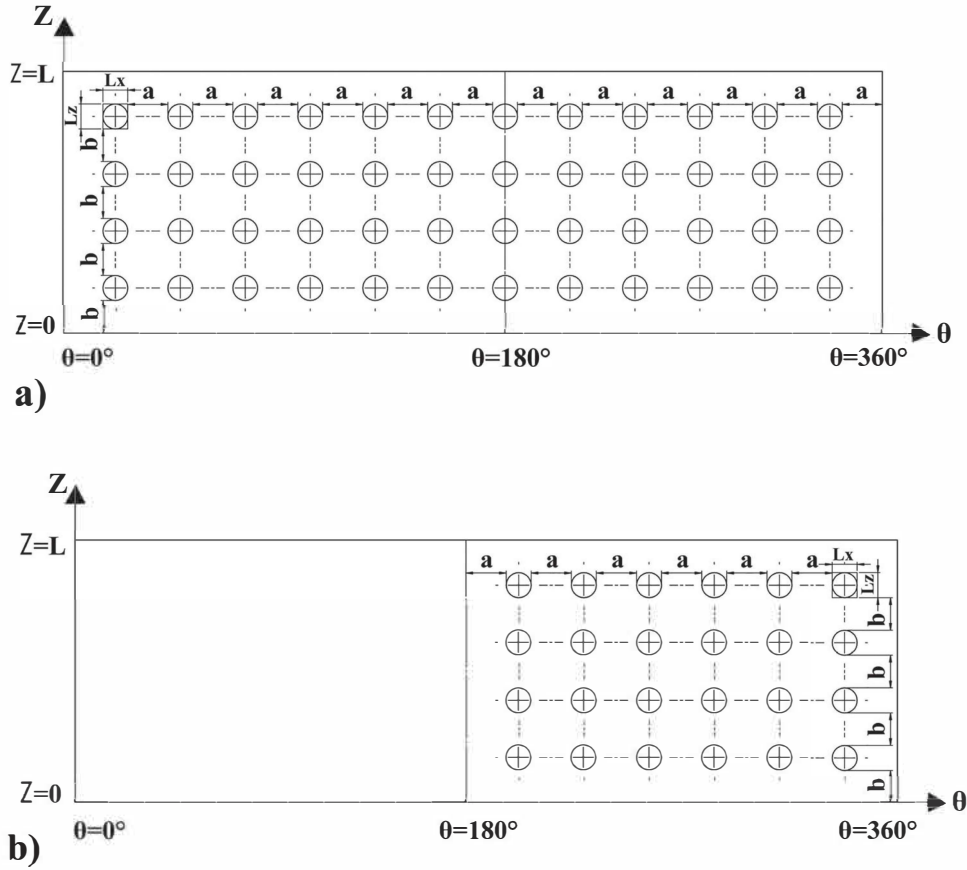 Z
Z=L
Lx a a a a a a a a a a a a
Lz
b
b
b
b
Z=0
θ
θ=0° θ=180° θ=360°
a)
Z
Z=L
a a a a a a Lx
Lz
b
b
b
b
Z=0
θ
θ=0° θ=180° θ=360°
b)